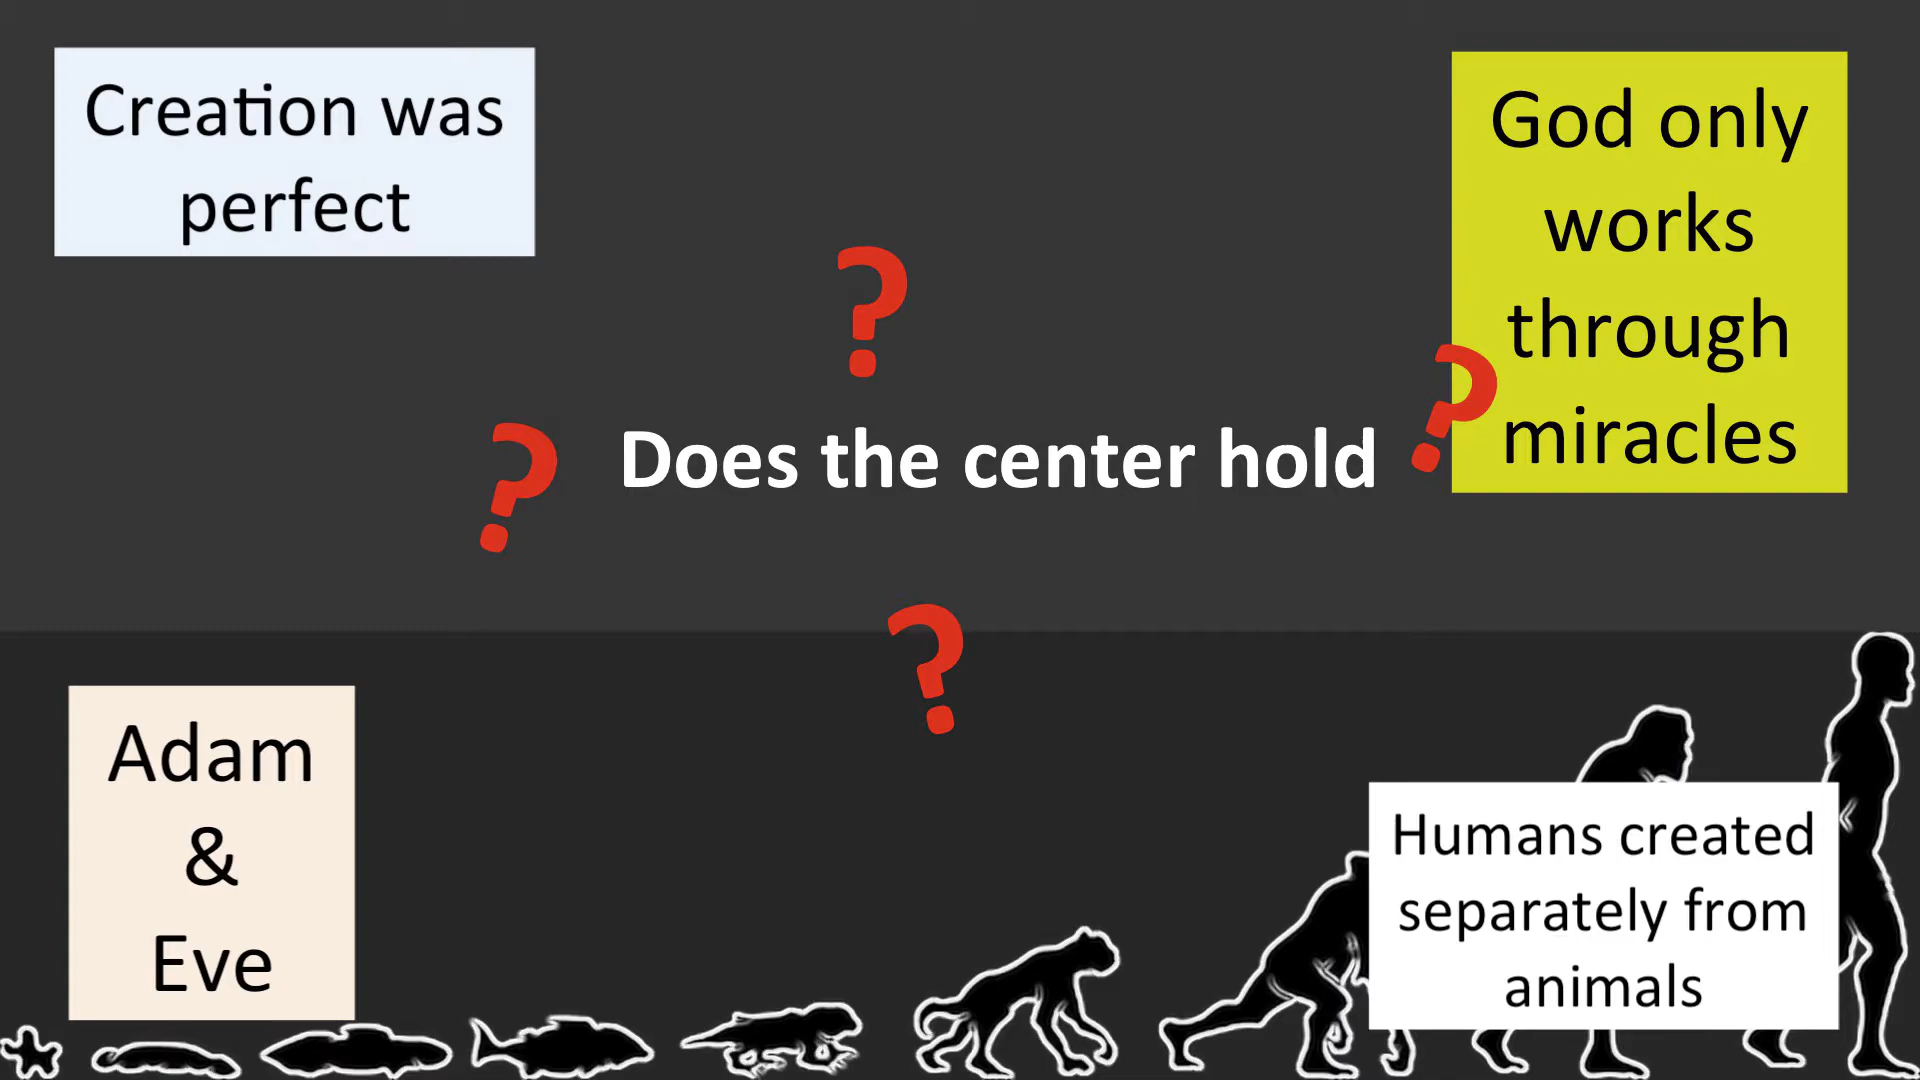 Creation was
perfect
God only
works
through
miracles
?
?
Does the center hold
?
?
Adam
&
Eve
Humans created
separately from
animals